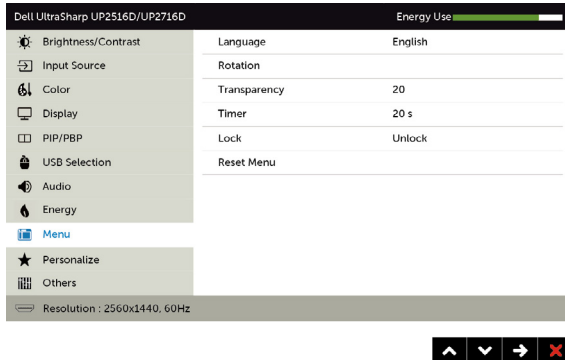 Dell UltraSharp UP2516D/UP2716D Energy Use
Brightness/Contrast Language English
Input Source Rotation
Color Transparency 20
Display Timer 20 s
PIP/PBP Lock Unlock
USB Selection Reset Menu
Audio
Energy
Menu
Personalize
Others
Resolution : 2560x1440, 60Hz